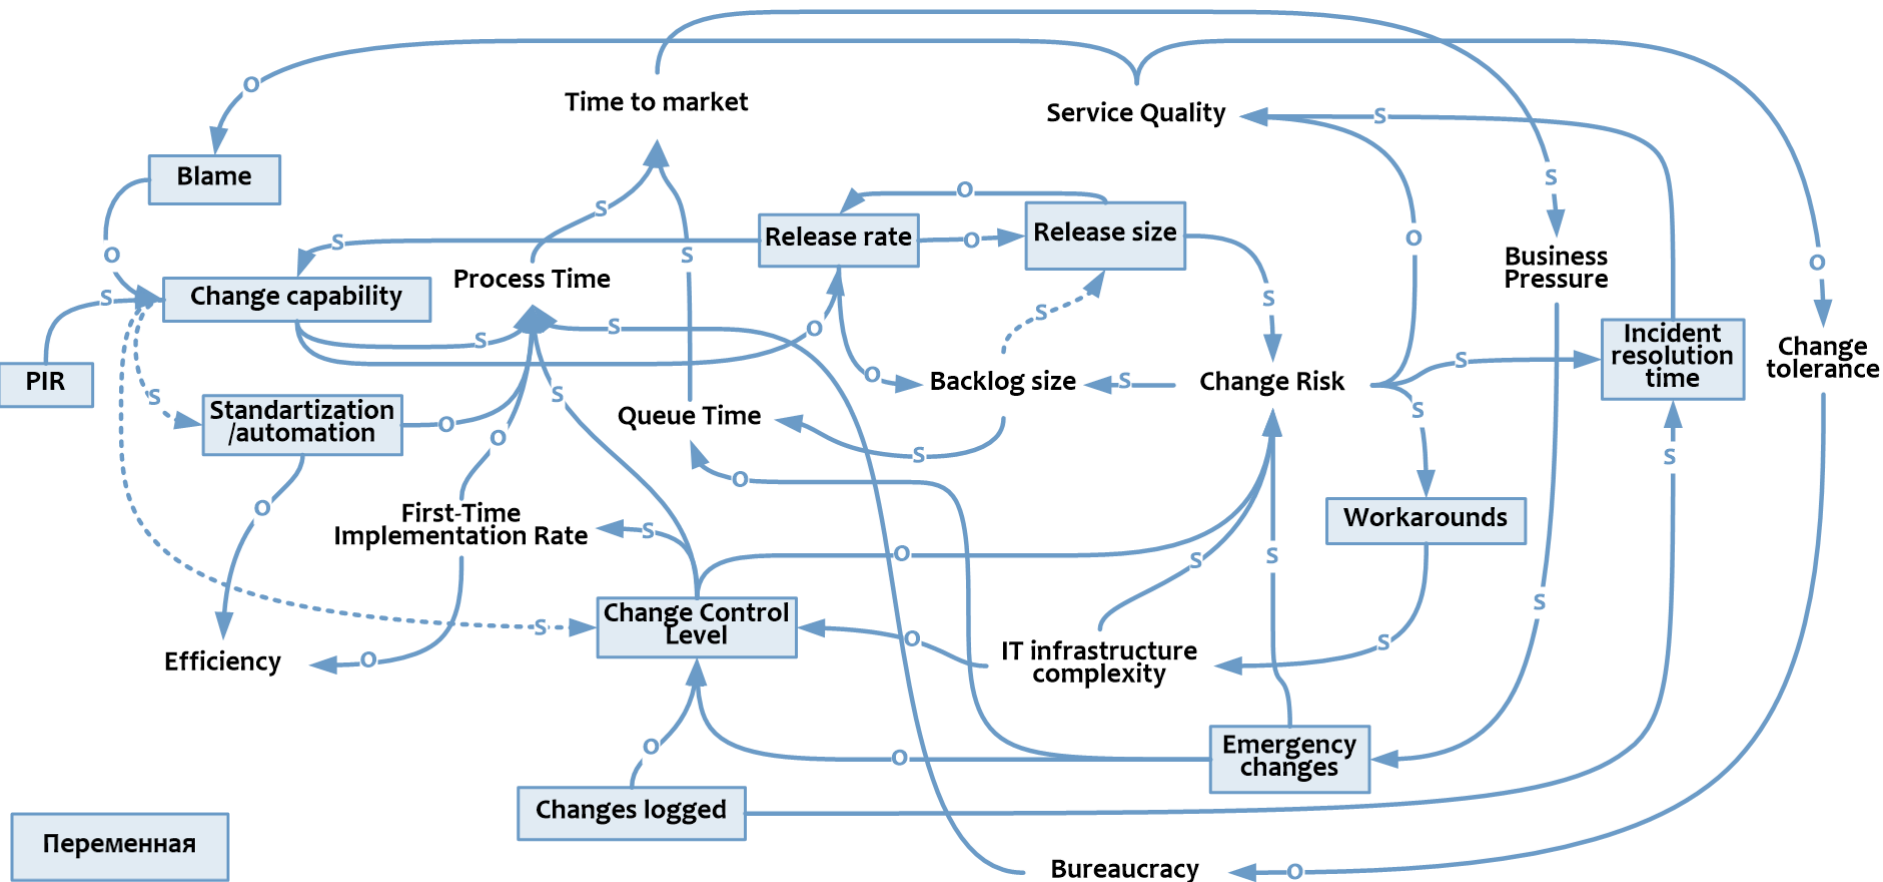 O
Time to market
Service Quality
S
Blame
S
O
S
Release rate
O
Release size
S
S
O
O
Business
Pressure
O
O
Process Time
S
Change capability
S
S
S
S
O
Incident
resolution
time
Change
tolerance
PIR
S
O
Backlog size
S
Change Risk
S
S
S
Standartization
/automation
O
Queue Time
S
S
O
S
O
O
First-Time
Implementation Rate
S
Workarounds
O
S
S
S
S
Change Control
Level
O
IT infrastructure
complexity
S
Efficiency
O
O
O
Emergency
changes
Changes logged
Переменная
Bureaucracy
O